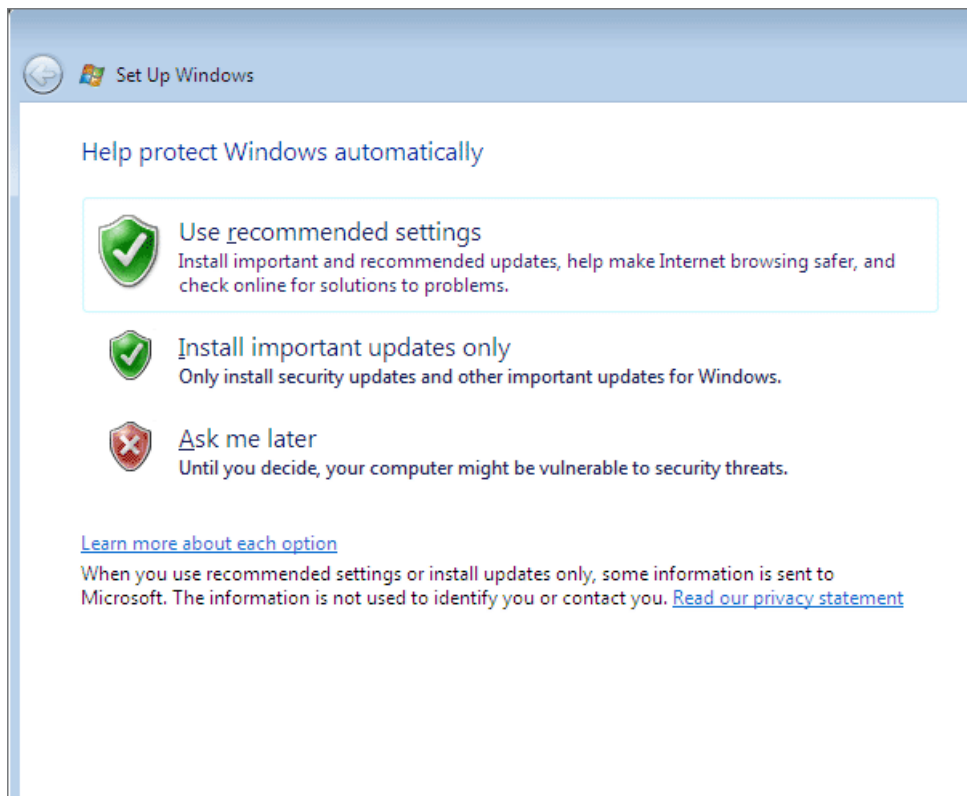 Set Up Windows
Help protect Windows automatically
Use recommended settings
Install important and recommended updates, help make Internet browsing safer, and
check online for solutions to problems.
Install important updates only
Only install security updates and other important updates for Windows.
Ask me later
Until you decide, your computer might be vulnerable to security threats.
Learn more about each option
When you use recommended settings or install updates only, some information is sent to
Microsoft. The information is not used to identify you or contact you. Read our privacy statement